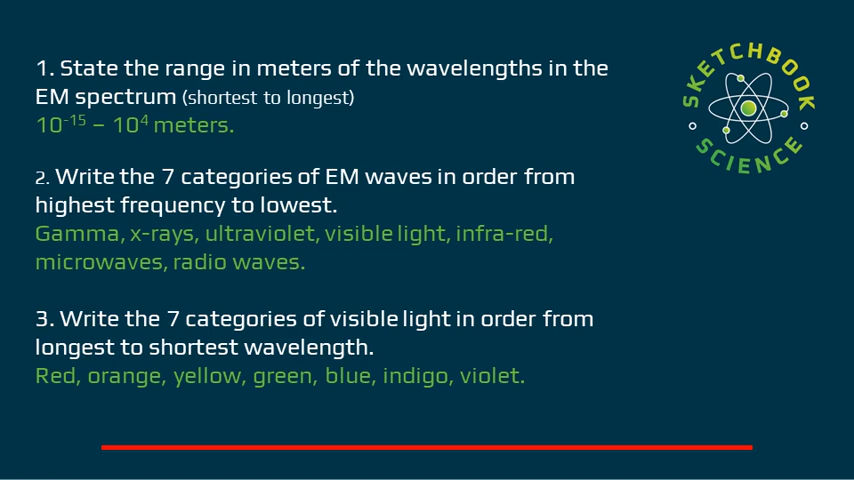 1. State the range in meters of the wavelengths in the
EM spectrum (shortest to longest)
10⁻¹⁵ – 10⁴ meters.
2. Write the 7 categories of EM waves in order from
highest frequency to lowest.
Gamma, x-rays, ultraviolet, visible light, infra-red,
microwaves, radio waves.
3. Write the 7 categories of visible light in order from
longest to shortest wavelength.
Red, orange, yellow, green, blue, indigo, violet.
SKETCHBOOK
SCIENCE